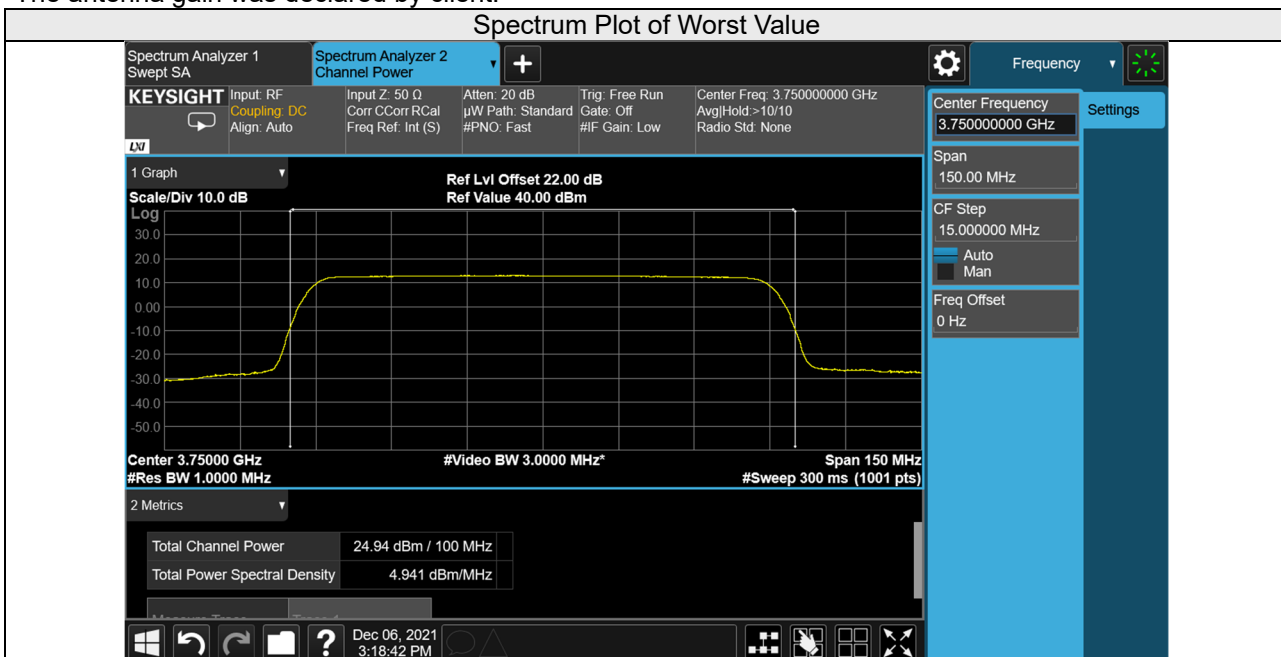 The antenna gain was declared by client.
Spectrum Plot of Worst Value
Spectrum Analyzer 1
Swept SA
Spectrum Analyzer 2
Channel Power
+
Frequency
KEYSIGHT
LXI
Input: RF
Coupling: DC
Align: Auto
Input Z: 50 Ω
Corr CCorr RCal
Freq Ref: Int (S)
Atten: 20 dB
µW Path: Standard
#PNO: Fast
Trig: Free Run
Gate: Off
#IF Gain: Low
Center Freq: 3.750000000 GHz
Avg|Hold:>10/10
Radio Std: None
Center Frequency
3.750000000 GHz
Settings
Span
150.00 MHz
CF Step
15.000000 MHz
Auto
Man
Freq Offset
0 Hz
1 Graph
Scale/Div 10.0 dB
Ref Lvl Offset 22.00 dB
Ref Value 40.00 dBm
Log
30.0
20.0
10.0
0.00
-10.0
-20.0
-30.0
-40.0
-50.0
Center 3.75000 GHz
#Res BW 1.0000 MHz
#Video BW 3.0000 MHz*
Span 150 MHz
#Sweep 300 ms (1001 pts)
2 Metrics
Total Channel Power 24.94 dBm / 100 MHz
Total Power Spectral Density 4.941 dBm/MHz
?
Dec 06, 2021
3:18:42 PM